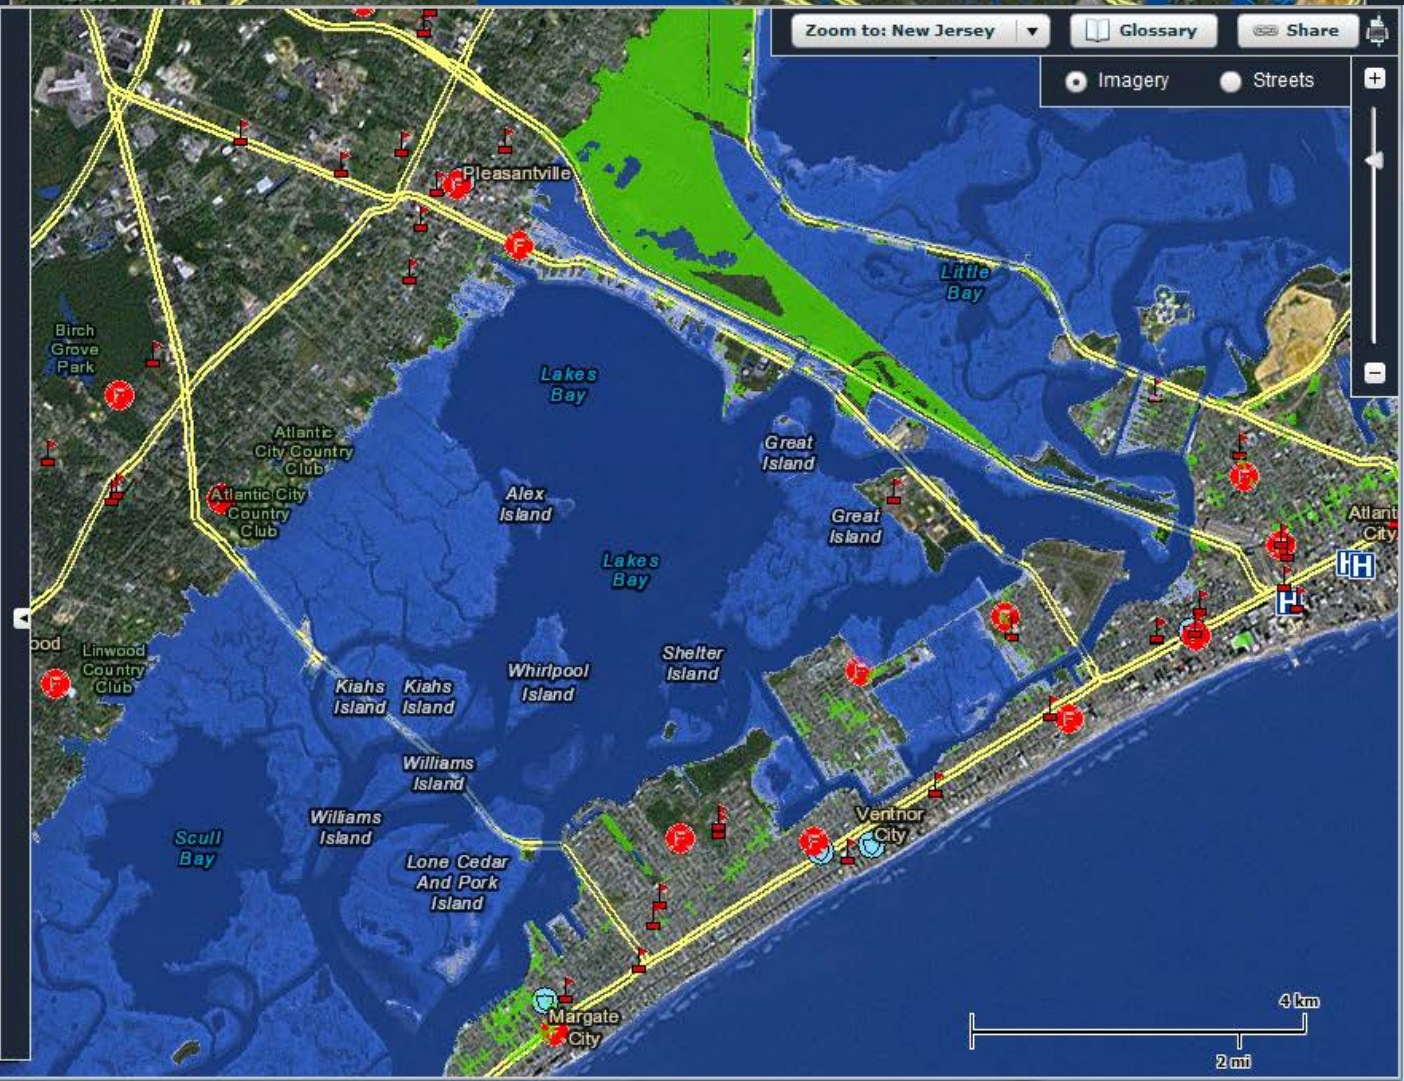 Zoom to: New Jersey
Glossary
Share
Imagery
Streets
+
Pleasantville
F
F
Little
Bay
Birch
Grove
Park
F
Lakes
Bay
Atlantic
City Country
Club
Great
Island
Atlantic City
Country
Club
Alex
Island
Great
Island
F
Atlant
City
H
H
H
Lakes
Bay
ood
Linwood
Country
Club
F
Kiahs
Island
Kiahs
Island
Whirlpool
Island
Shelter
Island
F
Williams
Island
Williams
Island
Scull
Bay
Lone Cedar
And Pork
Island
F
F
Ventnor
City
Margate
City
4 km
2 mi